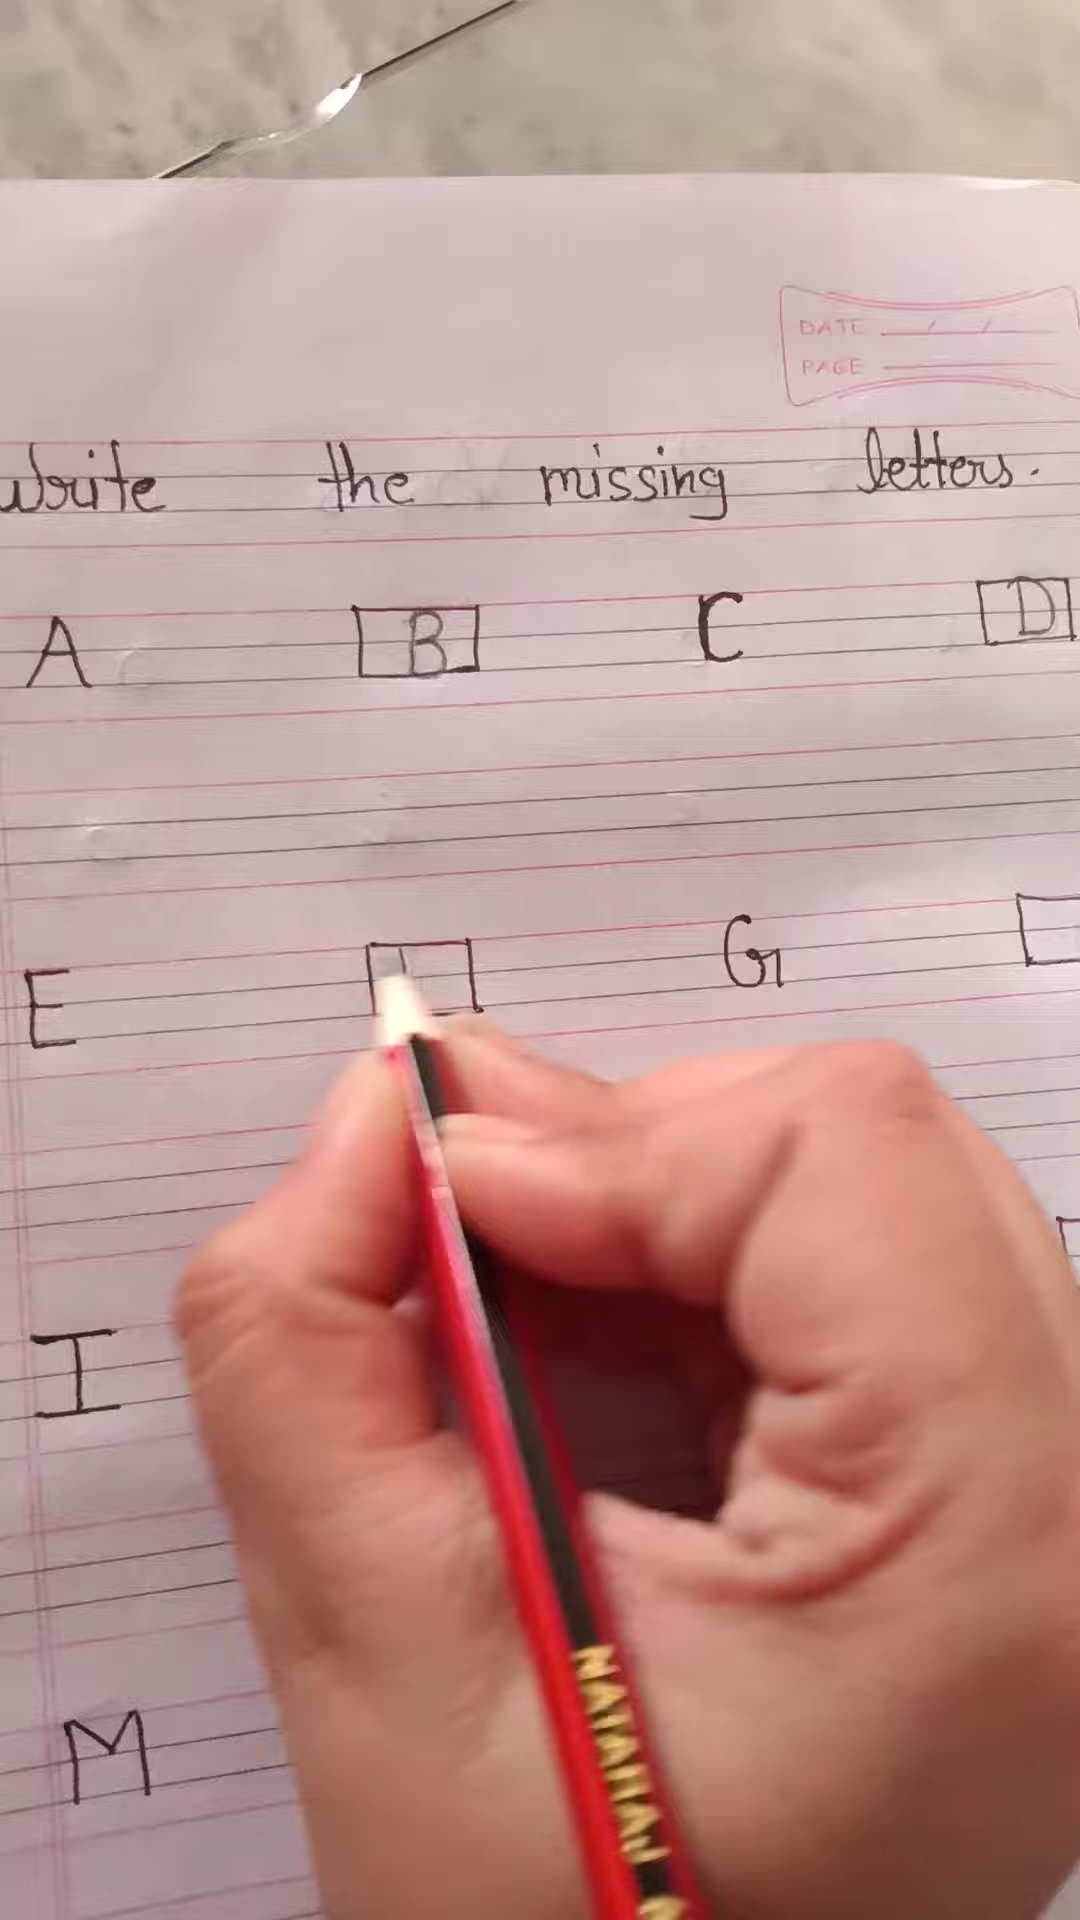 DATE / /
PAGE
Write the missing letters.
A B C D
E G
I
M
NATARAJ